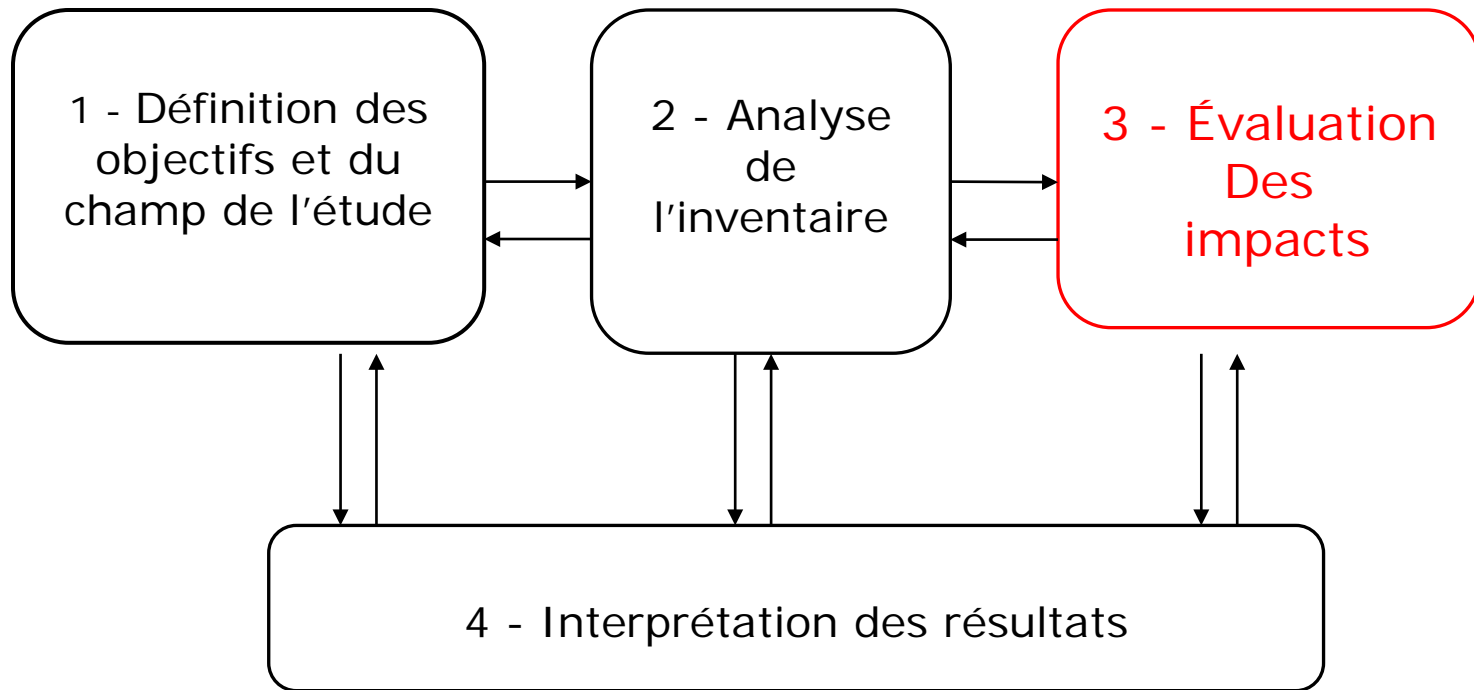 1 - Définition des
objectifs et du
champ de l'étude
2 - Analyse
de
l'inventaire
3 - Évaluation
Des
impacts
4 - Interprétation des résultats